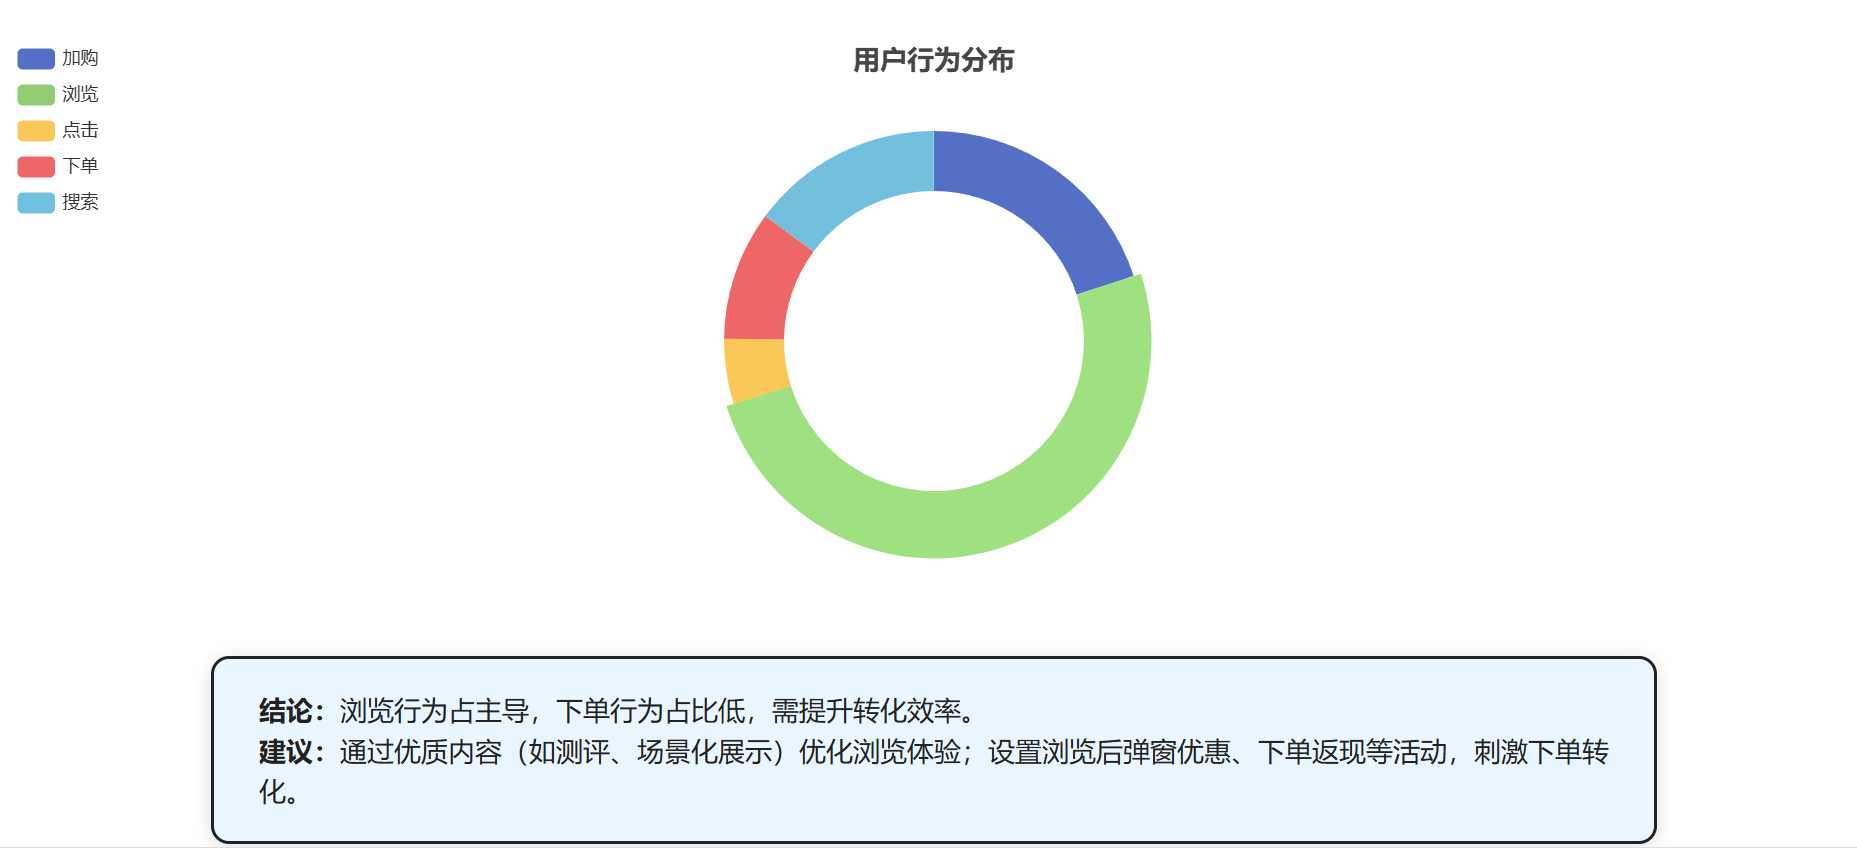 用户行为分布
加购
浏览
点击
下单
搜索
结论：浏览行为占主导，下单行为占比低，需提升转化效率。
建议：通过优质内容（如测评、场景化展示）优化浏览体验；设置浏览后弹窗优惠、下单返现等活动，刺激下单转
化。